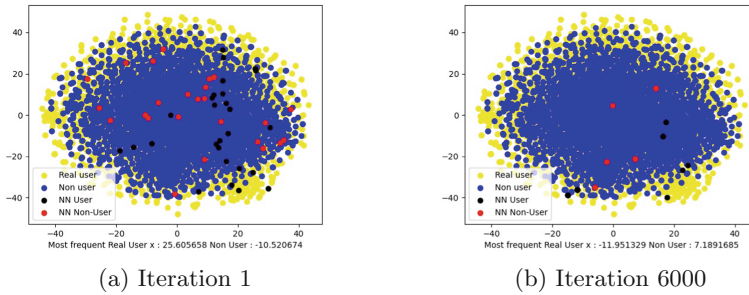 40
20
0
−20
−40
Real user
Non user
NN User
NN Non-User
−40 −20 0 20 40
Most frequent Real User x : 25.605658 Non User : -10.520674
(a) Iteration 1
40
20
0
−20
−40
Real user
Non user
NN User
NN Non-User
−40 −20 0 20 40
Most frequent Real User x : -11.951329 Non User : 7.1891685
(b) Iteration 6000